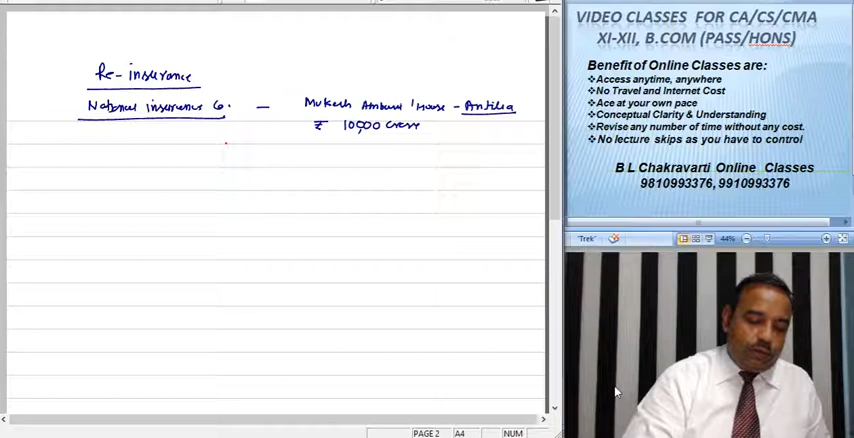 Re-insurance
National insurance Co. — Mukesh Ambani 'House - Antilia
₹ 10,000 Crore
VIDEO CLASSES FOR CA/CS/CMA
XI-XII, B.COM (PASS/HONS)
Benefit of Online Classes are:
❖Access anytime, anywhere
❖No Travel and Internet Cost
❖Ace at your own pace
❖Conceptual Clarity & Understanding
❖Revise any number of time without any cost.
❖No lecture skips as you have to control
B L Chakravarti Online Classes
9810993376, 9910993376
"Trek"
44%
PAGE 2 A4 NUM